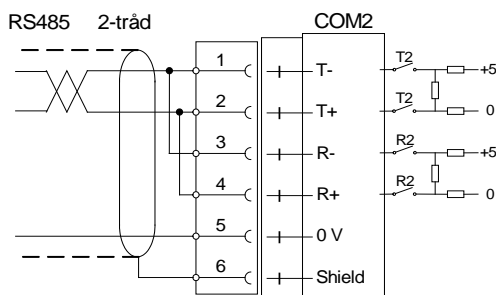 RS485 2-tråd COM2
1 T- T2 +5
2 T+ T2 0
3 R- R2 +5
4 R+ R2 0
5 0 V
6 Shield